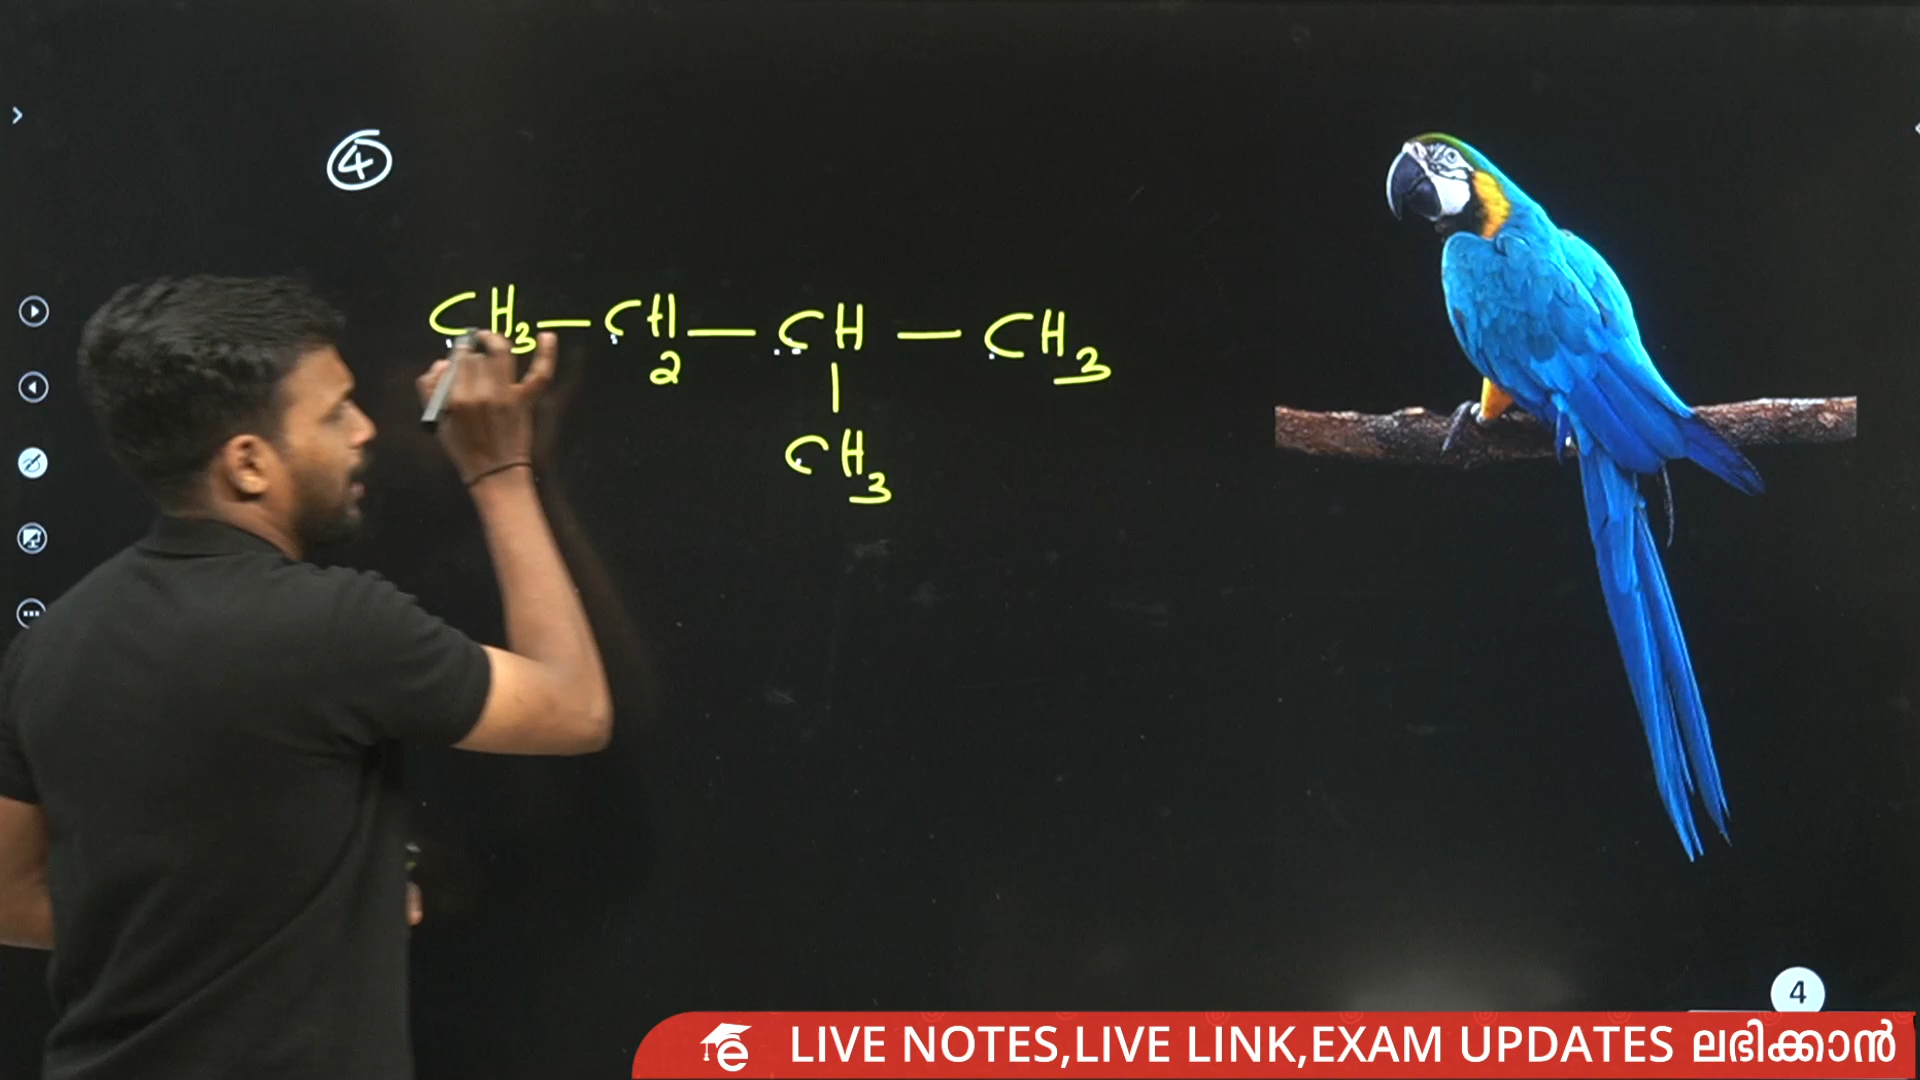 4
CH3 — CH2 — CH — CH3
|
CH3
4
LIVE NOTES,LIVE LINK,EXAM UPDATES ലഭിക്കാൻ